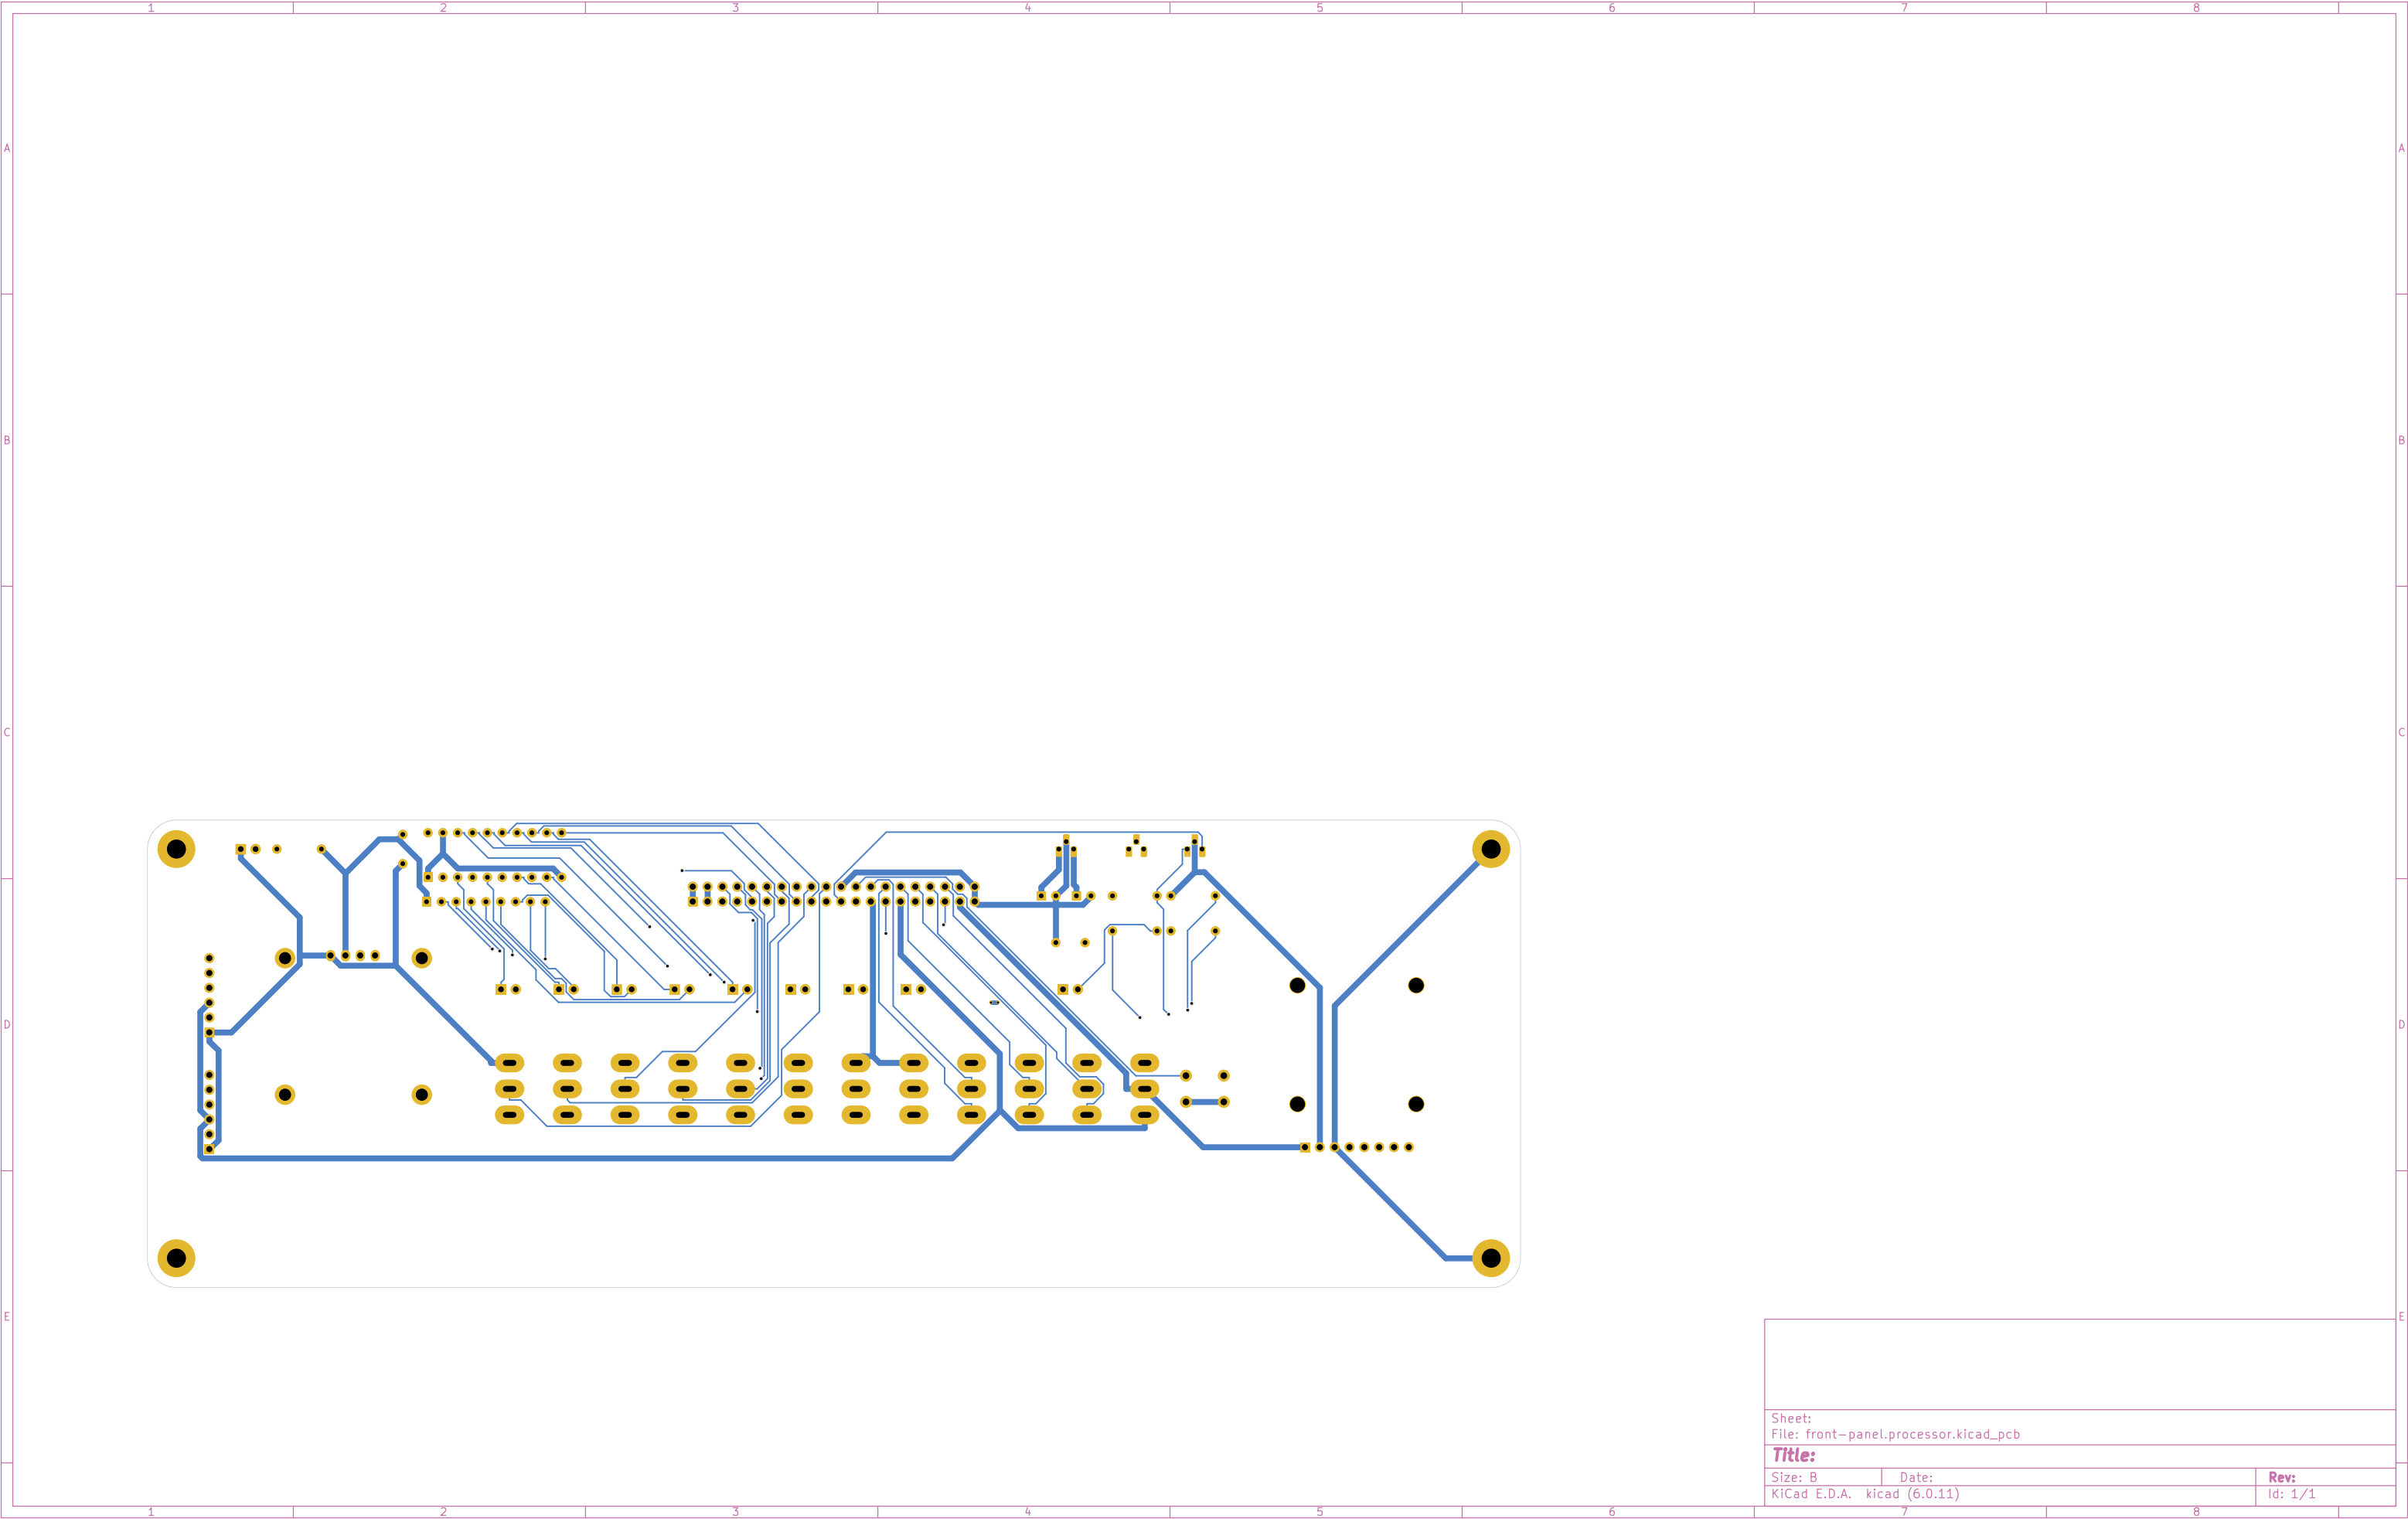 1 2 3 4 5 6 7 8
A A
B B
C C
D D
E E
Sheet:
File: front-panel.processor.kicad_pcb
Title:
Size: B Date: Rev:
KiCad E.D.A. kicad (6.0.11) Id: 1/1
1 2 3 4 5 6 7 8